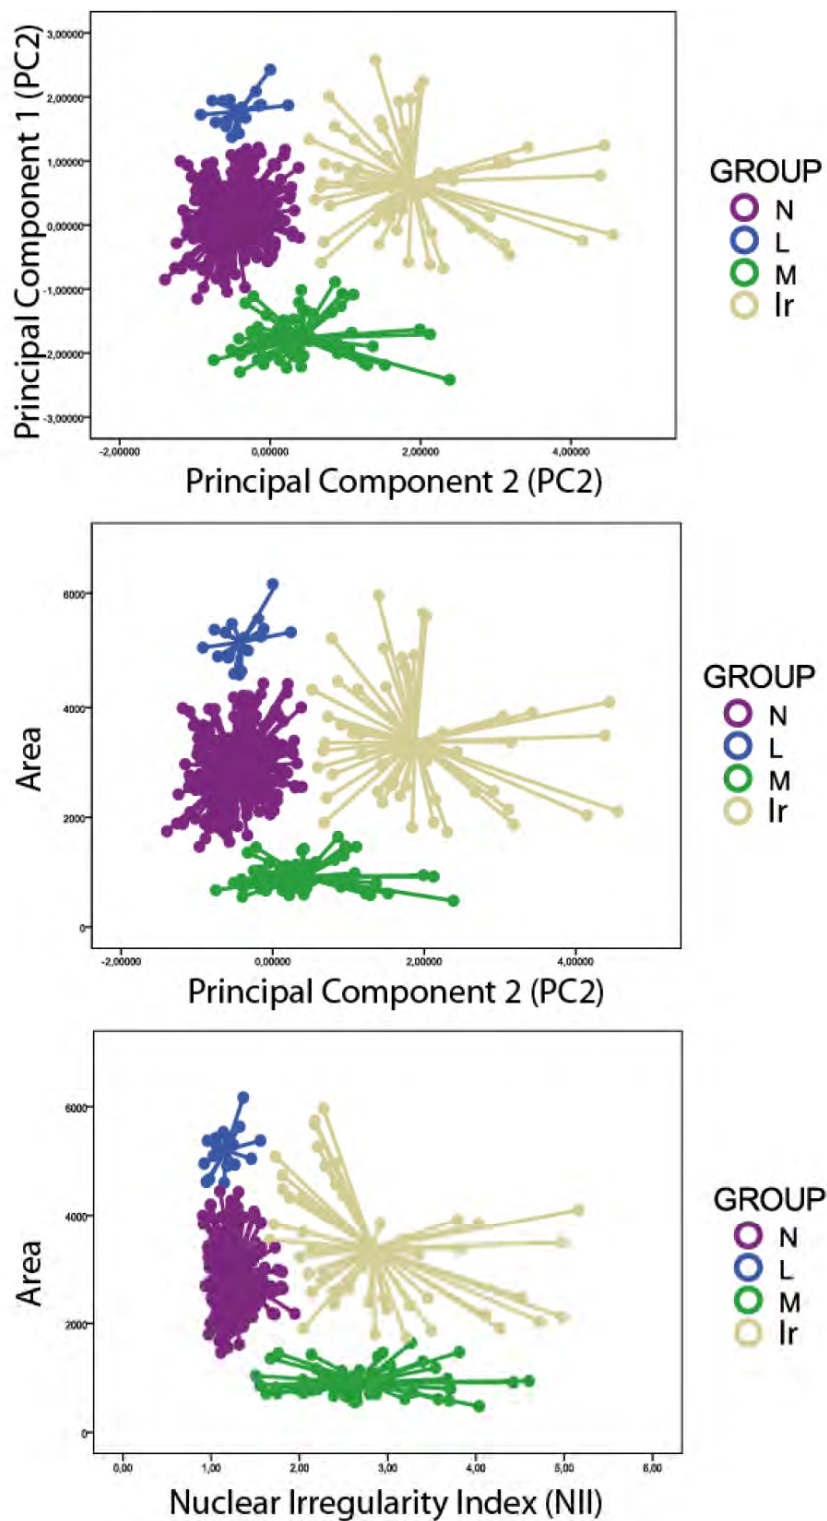 Principal Component 1 (PC2)
3,00000
2,00000
1,00000
0,00000
-1,00000
-2,00000
-3,00000
-2,00000 0,00000 2,00000 4,00000
Principal Component 2 (PC2)
GROUP
N
L
M
Ir
Area
6000
4000
2000
0
-2,00000 0,00000 2,00000 4,00000
Principal Component 2 (PC2)
GROUP
N
L
M
Ir
Area
6000
4000
2000
0
0,00 1,00 2,00 3,00 4,00 5,00 6,00
Nuclear Irregularity Index (NII)
GROUP
N
L
M
Ir